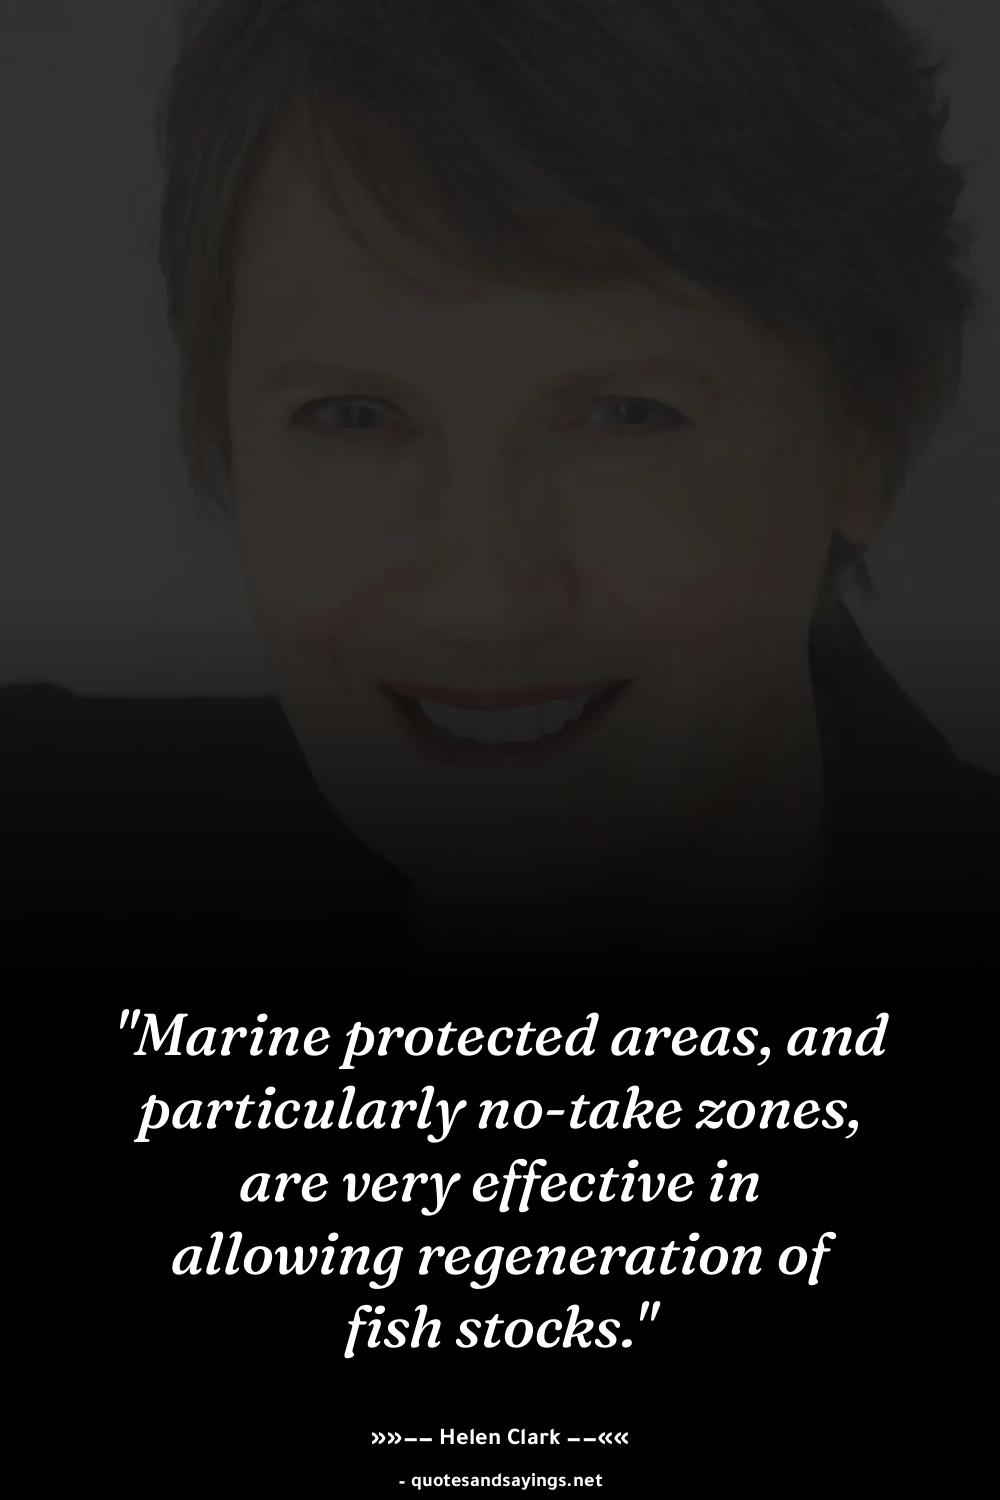 "Marine protected areas, and
particularly no-take zones,
are very effective in
allowing regeneration of
fish stocks."
»»−− Helen Clark −−««
- quotesandsayings.net